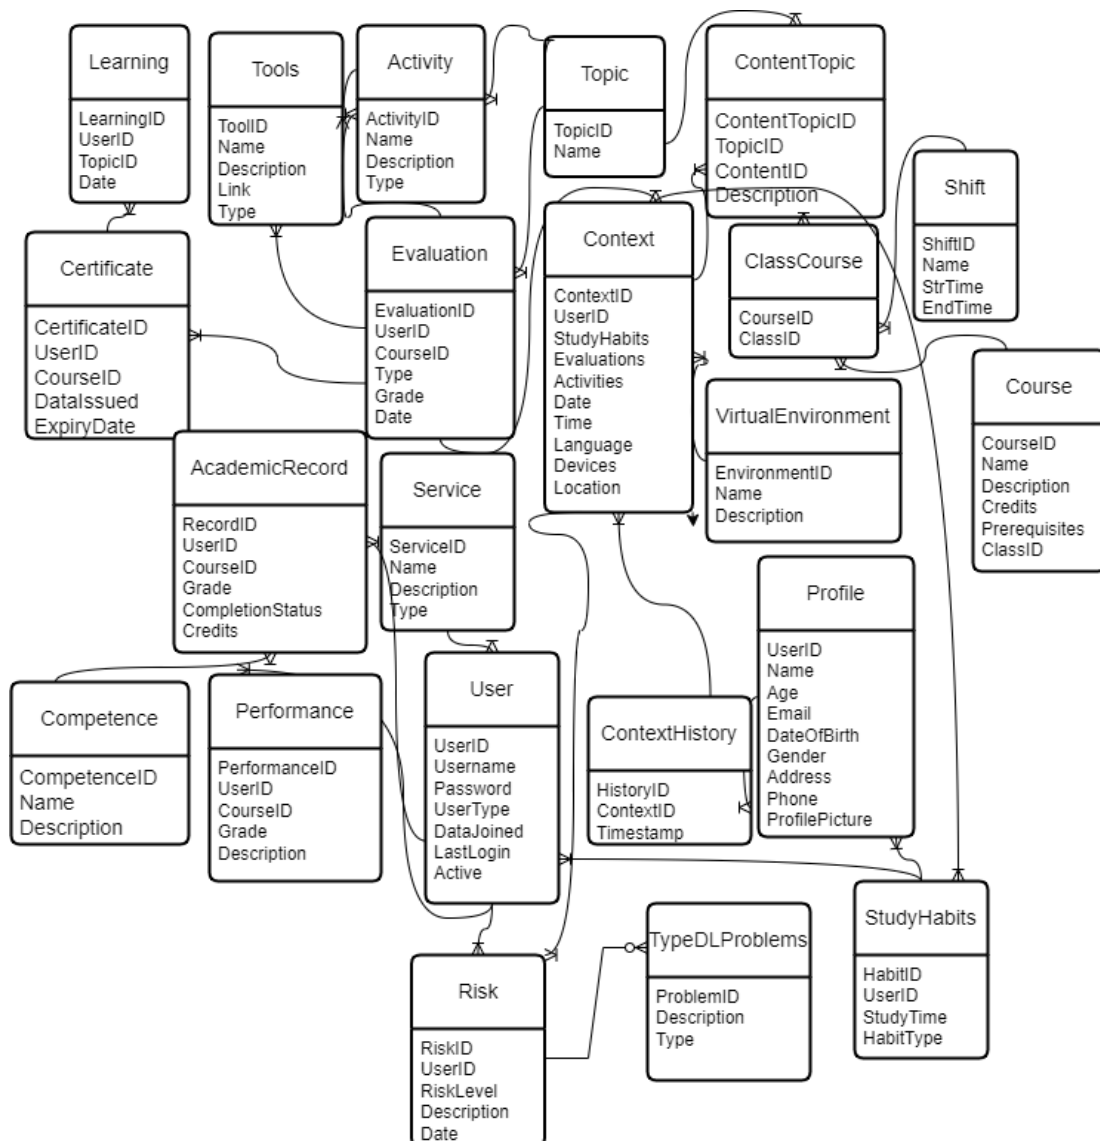 Learning
LearningID
UserID
TopicID
Date
Tools
ToolID
Name
Description
Link
Type
Activity
ActivityID
Name
Description
Type
Topic
TopicID
Name
ContentTopic
ContentTopicID
TopicID
ContentID
Description
Shift
ShiftID
Name
StrTime
EndTime
Certificate
CertificateID
UserID
CourseID
DataIssued
ExpiryDate
Evaluation
EvaluationID
UserID
CourseID
Type
Grade
Date
Context
ContextID
UserID
StudyHabits
Evaluations
Activities
Date
Time
Language
Devices
Location
ClassCourse
CourseID
ClassID
VirtualEnvironment
EnvironmentID
Name
Description
Course
CourseID
Name
Description
Credits
Prerequisites
ClassID
AcademicRecord
RecordID
UserID
CourseID
Grade
CompletionStatus
Credits
Service
ServiceID
Name
Description
Type
Profile
UserID
Name
Age
Email
DateOfBirth
Gender
Address
Phone
ProfilePicture
Competence
CompetenceID
Name
Description
Performance
PerformanceID
UserID
CourseID
Grade
Description
User
UserID
Username
Password
UserType
DataJoined
LastLogin
Active
ContextHistory
HistoryID
ContextID
Timestamp
StudyHabits
HabitID
UserID
StudyTime
HabitType
TypeDLProblems
ProblemID
Description
Type
Risk
RiskID
UserID
RiskLevel
Description
Date